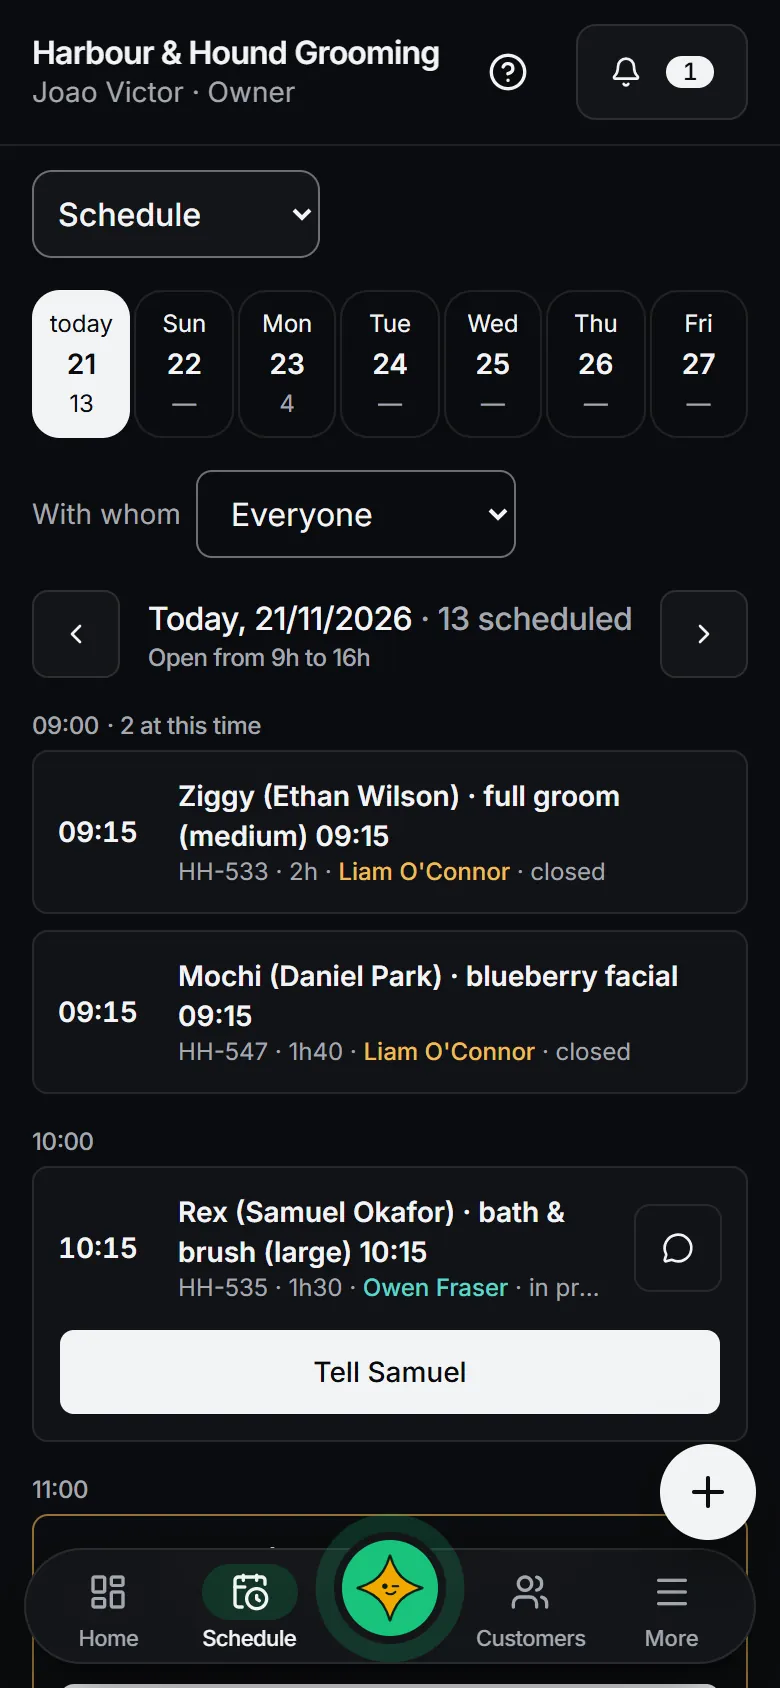 Harbour & Hound Grooming
Joao Victor · Owner
1
Schedule
today
21
13
Sun
22
—
Mon
23
4
Tue
24
—
Wed
25
—
Thu
26
—
Fri
27
—
With whom
Everyone
Today, 21/11/2026 · 13 scheduled
Open from 9h to 16h
09:00 · 2 at this time
09:15
Ziggy (Ethan Wilson) · full groom
(medium) 09:15
HH-533 · 2h · Liam O'Connor · closed
09:15
Mochi (Daniel Park) · blueberry facial
09:15
HH-547 · 1h40 · Liam O'Connor · closed
10:00
10:15
Rex (Samuel Okafor) · bath &
brush (large) 10:15
HH-535 · 1h30 · Owen Fraser · in pr...
Tell Samuel
11:00
Home
Schedule
Customers
More